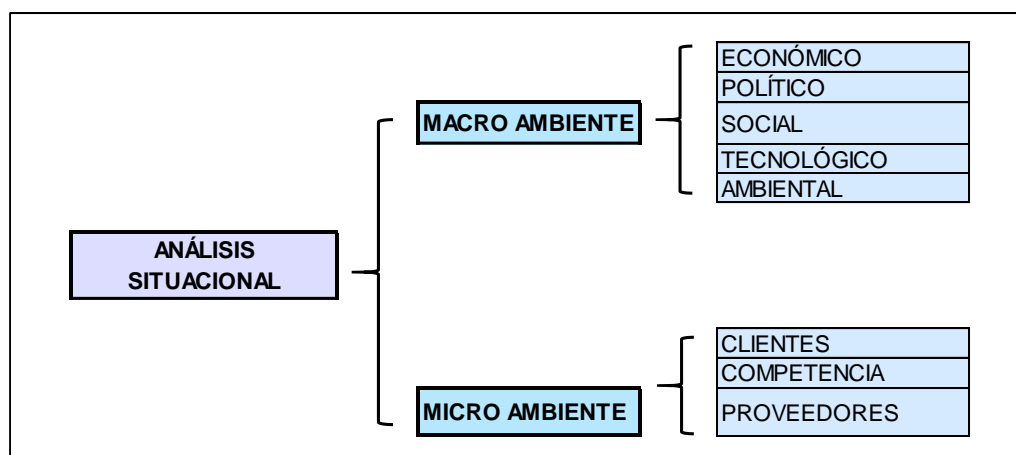 ECONÓMICO
POLÍTICO
MACRO AMBIENTE
SOCIAL
TECNOLÓGICO
AMBIENTAL
ANÁLISIS
SITUACIONAL
CLIENTES
COMPETENCIA
MICRO AMBIENTE
PROVEEDORES